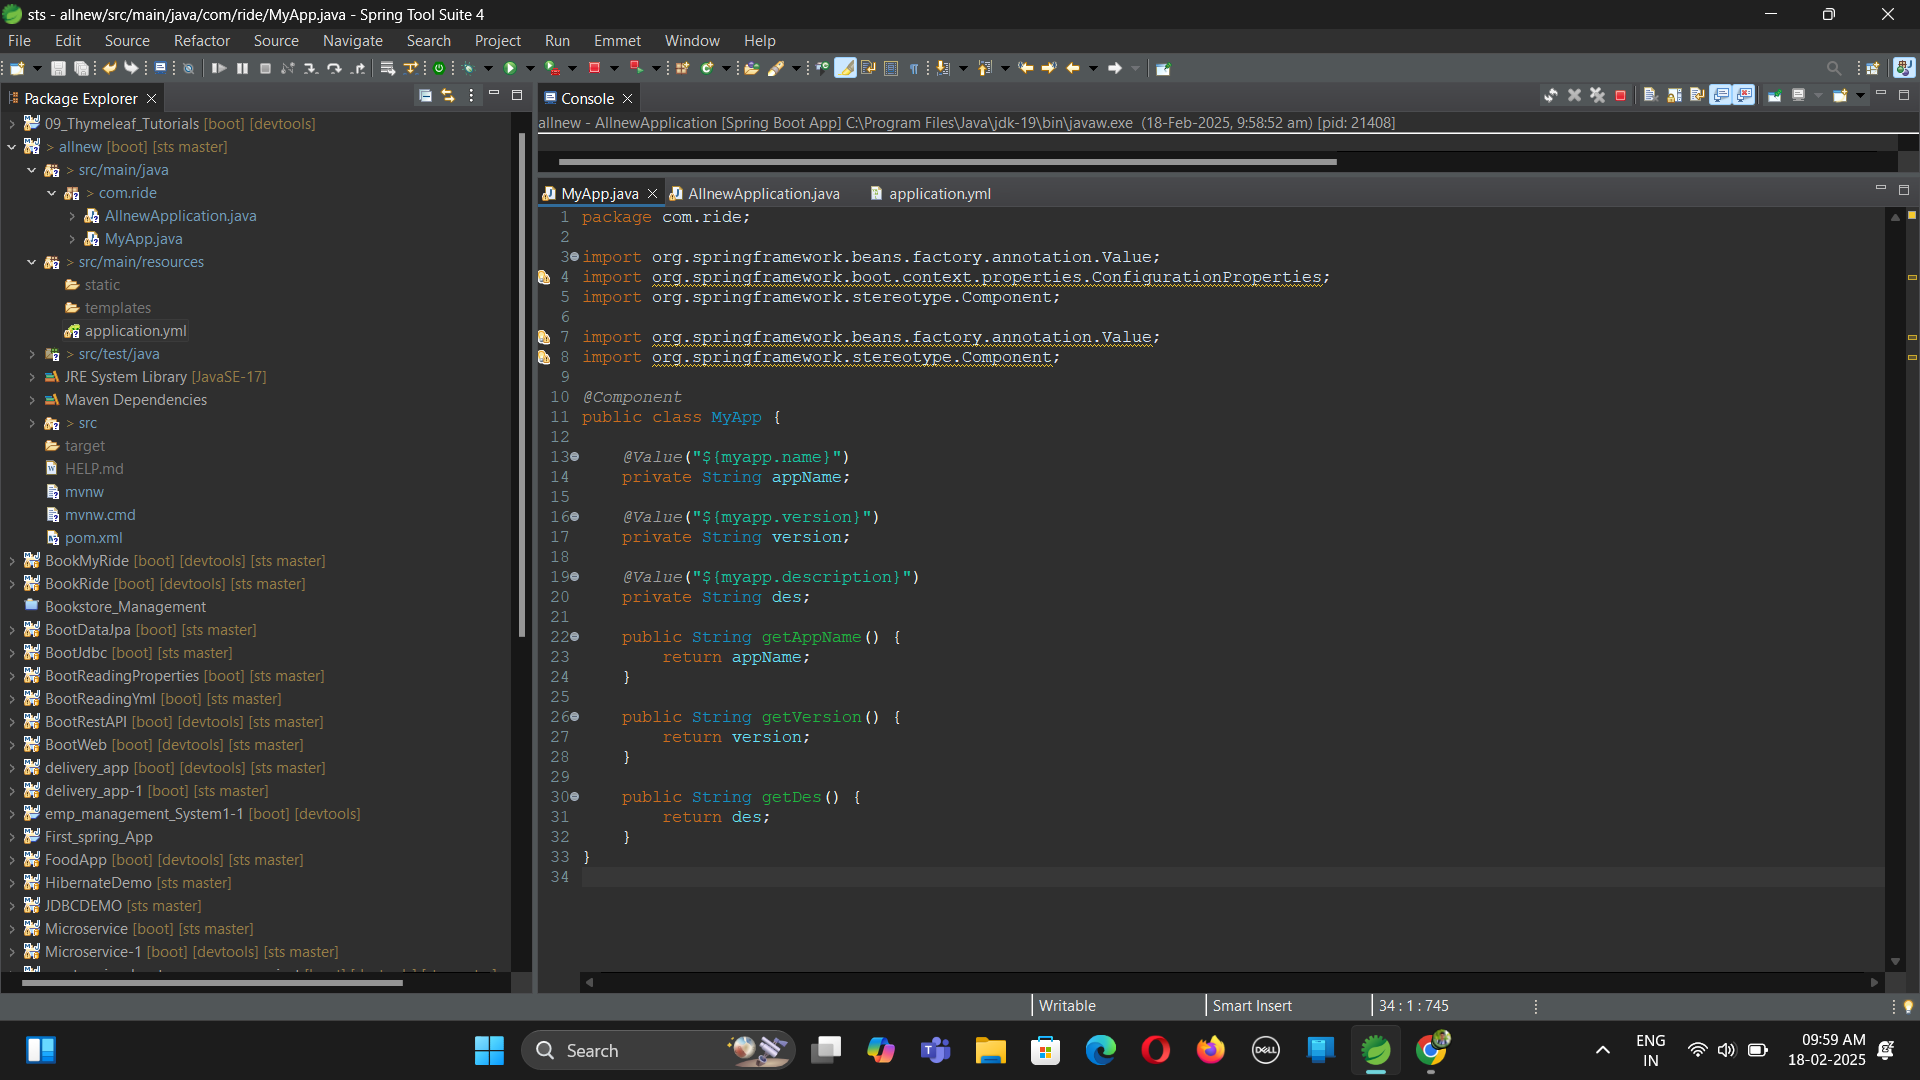 sts - allnew/src/main/java/com/ride/MyApp.java - Spring Tool Suite 4
File Edit Source Refactor Source Navigate Search Project Run Emmet Window Help
Package Explorer
09_Thymeleaf_Tutorials [boot] [devtools]
> allnew [boot] [sts master]
> src/main/java
> com.ride
AllnewApplication.java
MyApp.java
> src/main/resources
static
templates
application.yml
> src/test/java
JRE System Library [JavaSE-17]
Maven Dependencies
> src
target
HELP.md
mvnw
mvnw.cmd
pom.xml
BookMyRide [boot] [devtools] [sts master]
BookRide [boot] [devtools] [sts master]
Bookstore_Management
BootDataJpa [boot] [sts master]
BootJdbc [boot] [sts master]
BootReadingProperties [boot] [sts master]
BootReadingYml [boot] [sts master]
BootRestAPI [boot] [devtools] [sts master]
BootWeb [boot] [devtools] [sts master]
delivery_app [boot] [devtools] [sts master]
delivery_app-1 [boot] [sts master]
emp_management_System1-1 [boot] [devtools]
First_spring_App
FoodApp [boot] [devtools] [sts master]
HibernateDemo [sts master]
JDBCDEMO [sts master]
Microservice [boot] [sts master]
Microservice-1 [boot] [devtools] [sts master]
Console
allnew - AllnewApplication [Spring Boot App] C:\Program Files\Java\jdk-19\bin\javaw.exe (18-Feb-2025, 9:58:52 am) [pid: 21408]
MyApp.java AllnewApplication.java application.yml
1 package com.ride;
2
3 import org.springframework.beans.factory.annotation.Value;
4 import org.springframework.boot.context.properties.ConfigurationProperties;
5 import org.springframework.stereotype.Component;
6
7 import org.springframework.beans.factory.annotation.Value;
8 import org.springframework.stereotype.Component;
9
10 @Component
11 public class MyApp {
12
13 @Value("${myapp.name}")
14 private String appName;
15
16 @Value("${myapp.version}")
17 private String version;
18
19 @Value("${myapp.description}")
20 private String des;
21
22 public String getAppName() {
23 return appName;
24 }
25
26 public String getVersion() {
27 return version;
28 }
29
30 public String getDes() {
31 return des;
32 }
33 }
34
Writable Smart Insert 34 : 1 : 745
Search
DELL
ENG
IN
09:59 AM
18-02-2025